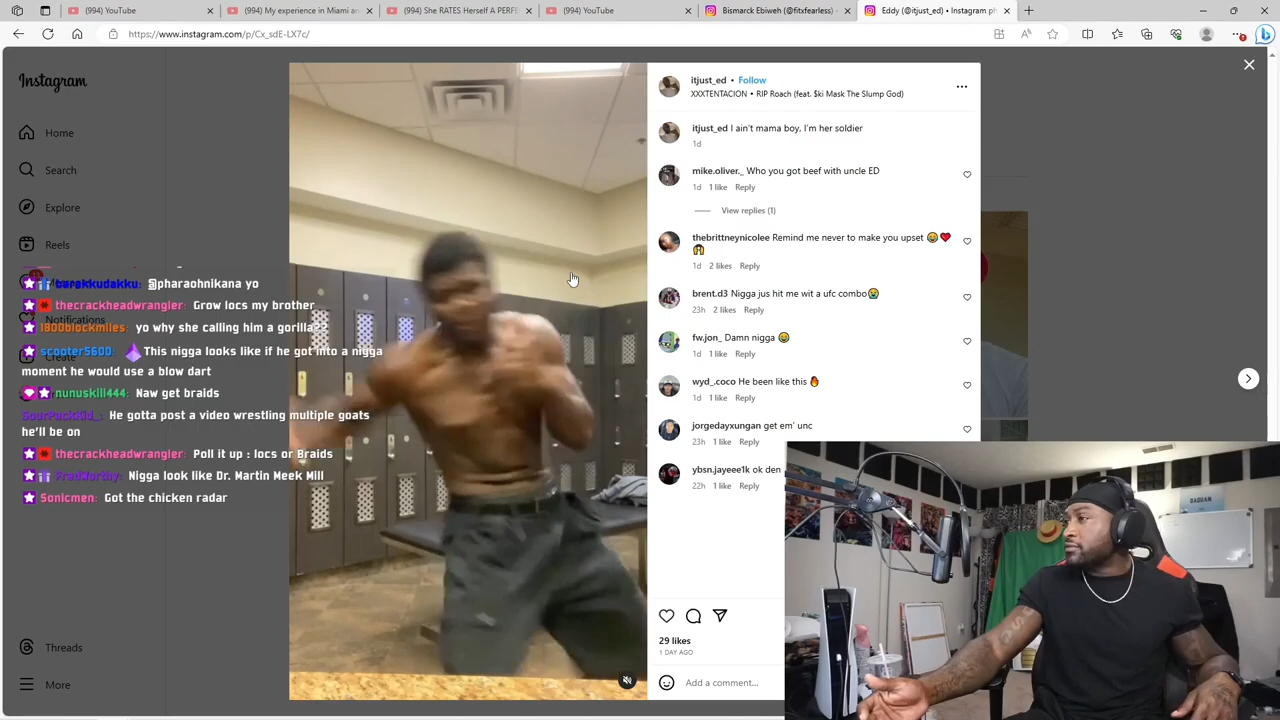 (994) YouTube
(994) My experience in Miami and
(994) She RATES Herself A PERFE
(994) YouTube
Bismarck Ebiweh (@fitxfearless) •
Eddy (@itjust_ed) • Instagram ph
https://www.instagram.com/p/Cx_sdE-LX7c/
Instagram
Home
Search
Explore
Reels
Notifications
Create
Threads
More
barakkudakku: @pharaohnikana yo
thecrackheadwrangler: Grow locs my brother
1800blockmiles: yo why she calling him a gorilla??
scooter5600: This nigga looks like if he got into a nigga
moment he would use a blow dart
nunuskill444: Naw get braids
He gotta post a video wrestling multiple goats
he'll be on
thecrackheadwrangler: Poll it up : locs or Braids
FredWorthy: Nigga look like Dr. Martin Meek Mill
Sonicmen: Got the chicken radar
itjust_ed • Follow
XXXTENTACION • RIP Roach (feat. $ki Mask The Slump God)
itjust_ed I ain't mama boy, I'm her soldier
1d
mike.oliver._ Who you got beef with uncle ED
1d 1 like Reply
View replies (1)
thebrittneynicolee Remind me never to make you upset 😂❤️
1d 2 likes Reply
brent.d3 Nigga jus hit me wit a ufc combo😭
23h 2 likes Reply
fw.jon_ Damn nigga 😂
1d 1 like Reply
wyd_.coco He been like this 🔥
1d 1 like Reply
jorgedayxungan get em' unc
23h 1 like Reply
ybsn.jayeee1k ok den
22h 1 like Reply
29 likes
1 DAY AGO
Add a comment...
DAQUAN